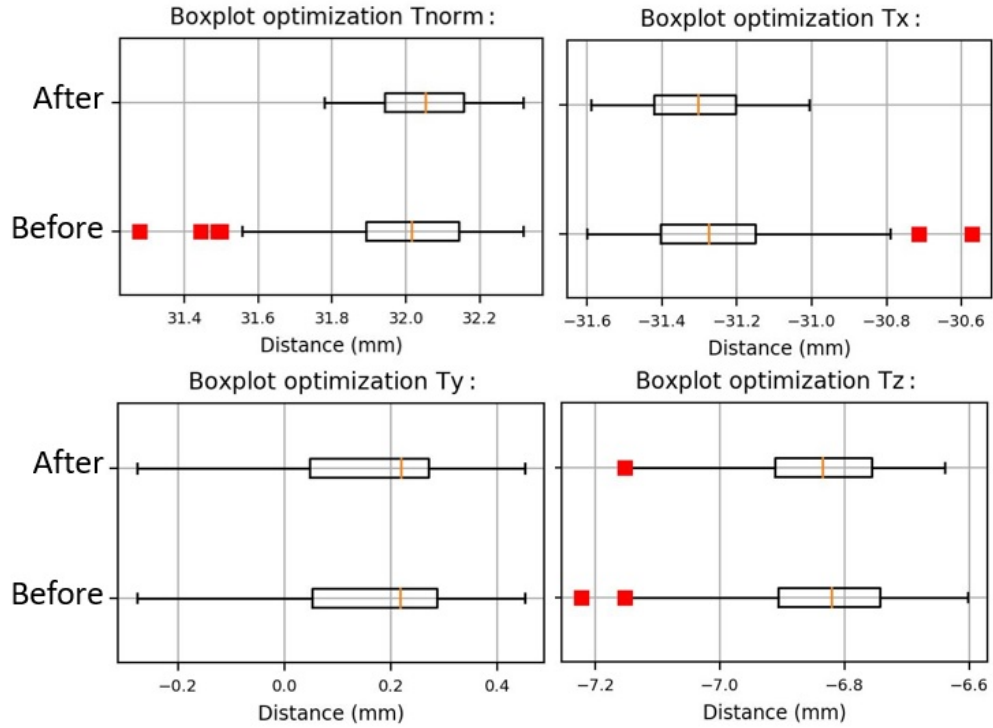 Boxplot optimization Tnorm :
Boxplot optimization Tx :
After
Before
31.4 31.6 31.8 32.0 32.2
−31.6 −31.4 −31.2 −31.0 −30.8 −30.6
Distance (mm)
Distance (mm)
Boxplot optimization Ty :
Boxplot optimization Tz :
After
Before
−0.2 0.0 0.2 0.4
−7.2 −7.0 −6.8 −6.6
Distance (mm)
Distance (mm)